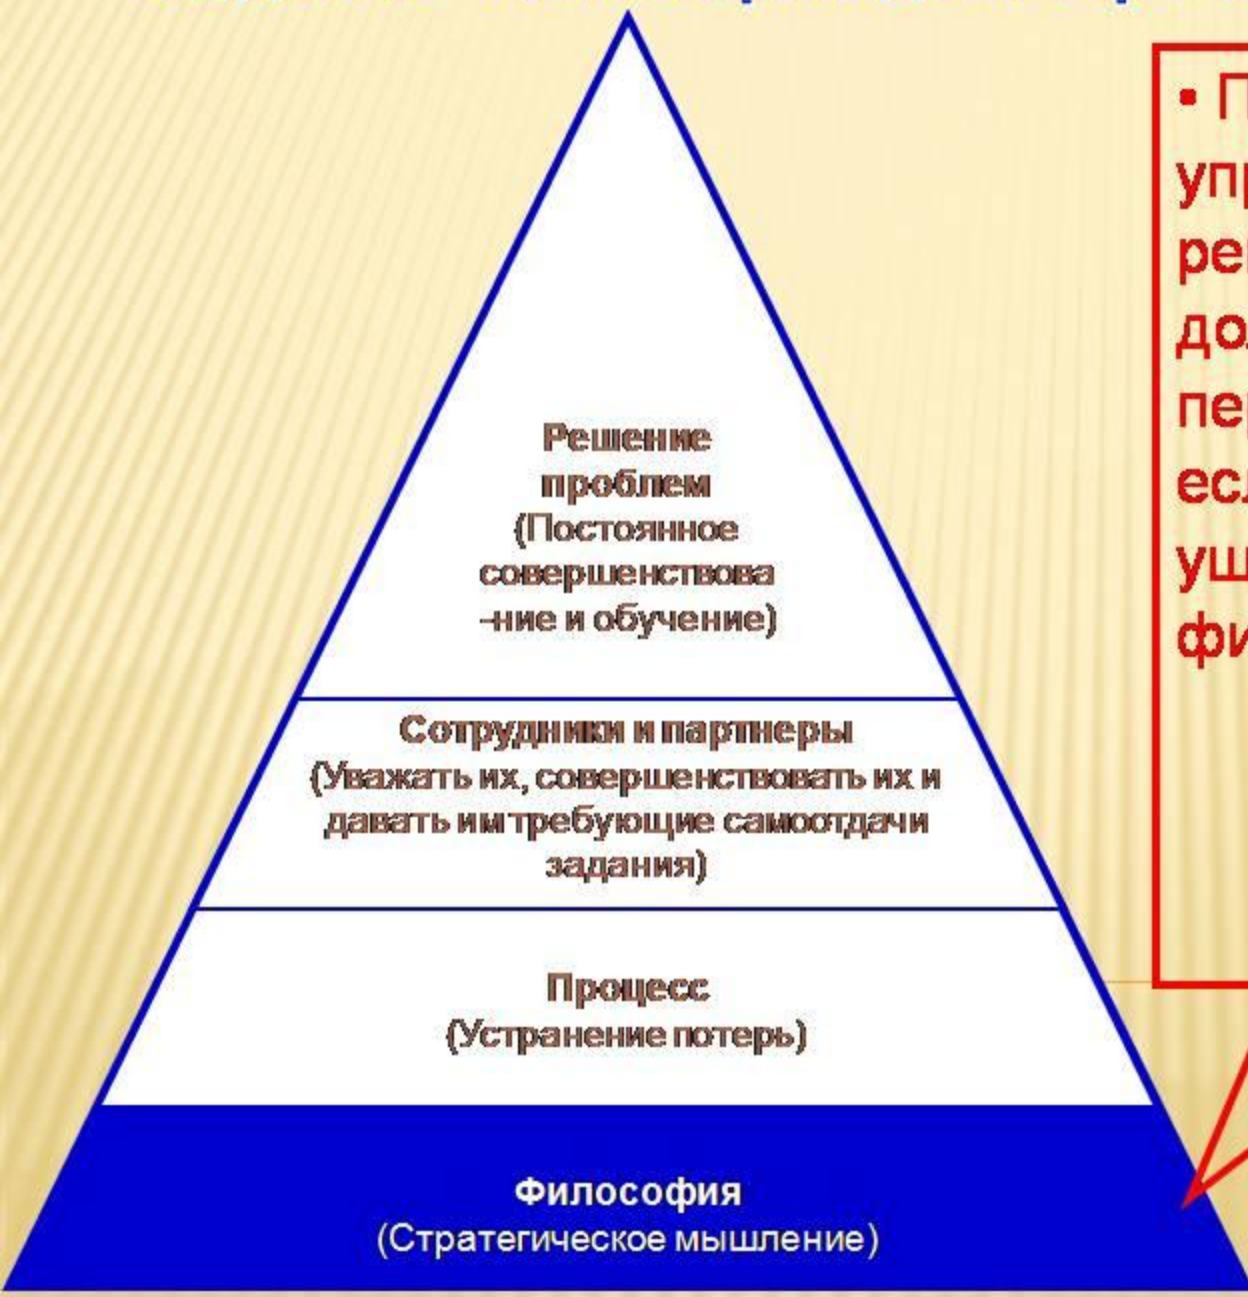 Решение
проблем
(Постоянное
совершенствова
-ние и обучение)
Сотрудники и партнеры
(Уважать их, совершенствовать их и
давать им требующие самоотдачи
задания)
Процесс
(Устранение потерь)
Философия
(Стратегическое мышление)